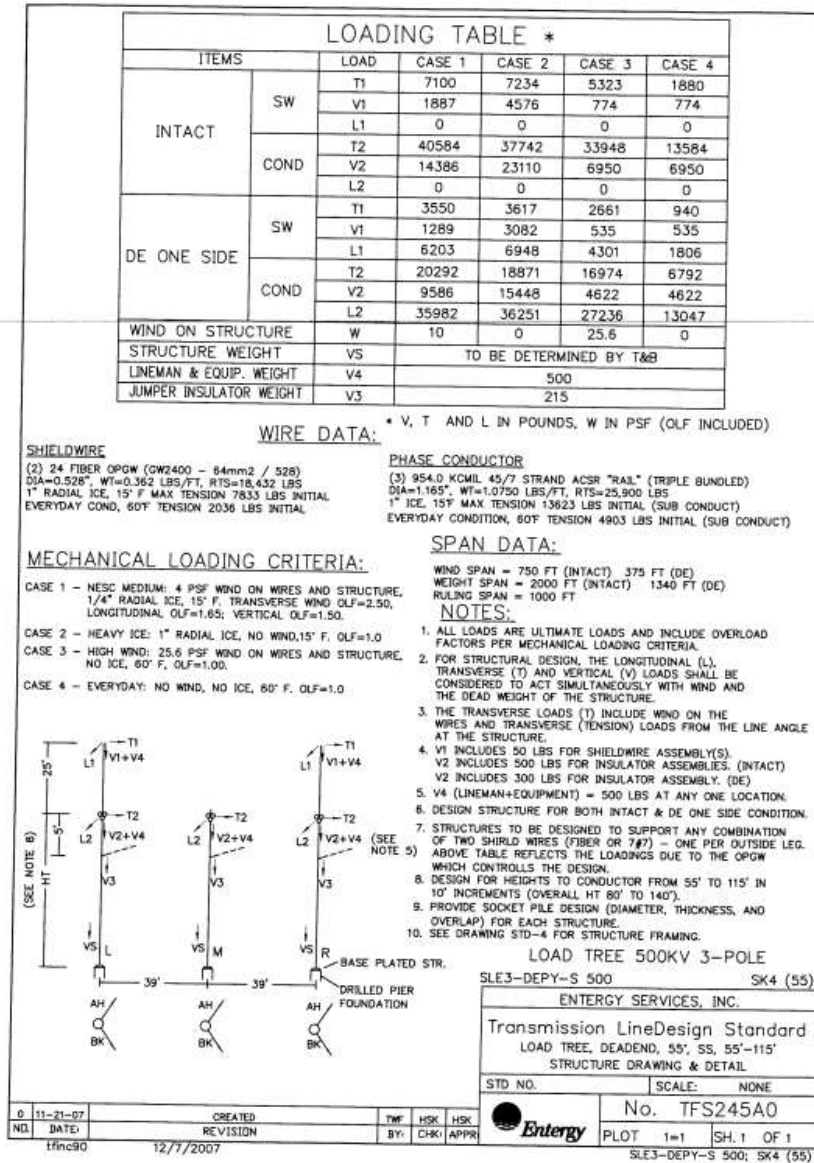 LOADING TABLE *
ITEMS LOAD CASE 1 CASE 2 CASE 3 CASE 4
INTACT SW T1 7100 7234 5323 1880
V1 1887 4576 774 774
L1 0 0 0 0
COND T2 40584 37742 33948 13584
V2 14386 23110 6950 6950
L2 0 0 0 0
DE ONE SIDE SW T1 3550 3617 2661 940
V1 1289 3082 535 535
L1 6203 6948 4301 1806
COND T2 20292 18871 16974 6792
V2 9586 15448 4622 4622
L2 35982 36251 27236 13047
WIND ON STRUCTURE W 10 0 25.6 0
STRUCTURE WEIGHT VS TO BE DETERMINED BY T&B
LINEMAN & EQUIP. WEIGHT V4 500
JUMPER INSULATOR WEIGHT V3 215
* V, T AND L IN POUNDS, W IN PSF (OLF INCLUDED)
WIRE DATA:
SHIELDWIRE
(2) 24 FIBER OPGW (GW2400 - 64mm2 / 528)
DIA=0.528", WT=0.362 LBS/FT, RTS=18,432 LBS
1" RADIAL ICE, 15° F MAX TENSION 7833 LBS INITIAL
EVERYDAY COND, 60°F TENSION 2036 LBS INITIAL
PHASE CONDUCTOR
(3) 954.0 KCMIL 45/7 STRAND ACSR "RAIL" (TRIPLE BUNDLED)
DIA=1.165", WT=1.0750 LBS/FT, RTS=25,900 LBS
1" ICE, 15°F MAX TENSION 13623 LBS INITIAL (SUB CONDUCT)
EVERYDAY CONDITION, 60°F TENSION 4903 LBS INITIAL (SUB CONDUCT)
MECHANICAL LOADING CRITERIA:
CASE 1 - NESC MEDIUM: 4 PSF WIND ON WIRES AND STRUCTURE,
1/4" RADIAL ICE, 15° F. TRANSVERSE WIND OLF=2.50,
LONGITUDINAL OLF=1.65; VERTICAL OLF=1.50.
CASE 2 - HEAVY ICE: 1" RADIAL ICE, NO WIND,15° F. OLF=1.0
CASE 3 - HIGH WIND: 25.6 PSF WIND ON WIRES AND STRUCTURE,
NO ICE, 60° F, OLF=1.00.
CASE 4 - EVERYDAY: NO WIND, NO ICE, 60° F. OLF=1.0
SPAN DATA:
WIND SPAN = 750 FT (INTACT) 375 FT (DE)
WEIGHT SPAN = 2000 FT (INTACT) 1340 FT (DE)
RULING SPAN = 1000 FT
NOTES:
1. ALL LOADS ARE ULTIMATE LOADS AND INCLUDE OVERLOAD
FACTORS PER MECHANICAL LOADING CRITERIA.
2. FOR STRUCTURAL DESIGN, THE LONGITUDINAL (L),
TRANSVERSE (T) AND VERTICAL (V) LOADS SHALL BE
CONSIDERED TO ACT SIMULTANEOUSLY WITH WIND AND
THE DEAD WEIGHT OF THE STRUCTURE.
3. THE TRANSVERSE LOADS (T) INCLUDE WIND ON THE
WIRES AND TRANSVERSE (TENSION) LOADS FROM THE LINE ANGLE
AT THE STRUCTURE.
4. V1 INCLUDES 50 LBS FOR SHIELDWIRE ASSEMBLY(S).
V2 INCLUDES 500 LBS FOR INSULATOR ASSEMBLIES. (INTACT)
V2 INCLUDES 300 LBS FOR INSULATOR ASSEMBLY. (DE)
5. V4 (LINEMAN+EQUIPMENT) = 500 LBS AT ANY ONE LOCATION.
6. DESIGN STRUCTURE FOR BOTH INTACT & DE ONE SIDE CONDITION.
7. STRUCTURES TO BE DESIGNED TO SUPPORT ANY COMBINATION
OF TWO SHIRLD WIRES (FIBER OR 7#7) - ONE PER OUTSIDE LEG.
ABOVE TABLE REFLECTS THE LOADINGS DUE TO THE OPGW
WHICH CONTROLLS THE DESIGN.
8. DESIGN FOR HEIGHTS TO CONDUCTOR FROM 55' TO 115' IN
10' INCREMENTS (OVERALL HT 80' TO 140').
9. PROVIDE SOCKET PILE DESIGN (DIAMETER, THICKNESS, AND
OVERLAP) FOR EACH STRUCTURE.
10. SEE DRAWING STD-4 FOR STRUCTURE FRAMING.
T1 T1
L1 V1+V4 L1 V1+V4
25'
T2 T2 T2
L2 V2+V4 L2 V2+V4 L2 V2+V4
5'
(SEE NOTE 5)
V3 V3 V3
(SEE NOTE 8)
HT
VS L VS M VS R
39' 39'
BASE PLATED STR.
DRILLED PIER
FOUNDATION
AH AH AH
BK BK BK
LOAD TREE 500KV 3-POLE
SLE3-DEPY-S 500 SK4 (55)
ENTERGY SERVICES, INC.
Transmission LineDesign Standard
LOAD TREE, DEADEND, 55', SS, 55'-115'
STRUCTURE DRAWING & DETAIL
STD NO. SCALE: NONE
Entergy
No. TFS245A0
PLOT 1=1 SH. 1 OF 1
0 11-21-07 CREATED TWF HSK HSK
NO. DATE: REVISION BY: CHK: APPR
tfinc90 12/7/2007
SLE3-DEPY-S 500; SK4 (55)